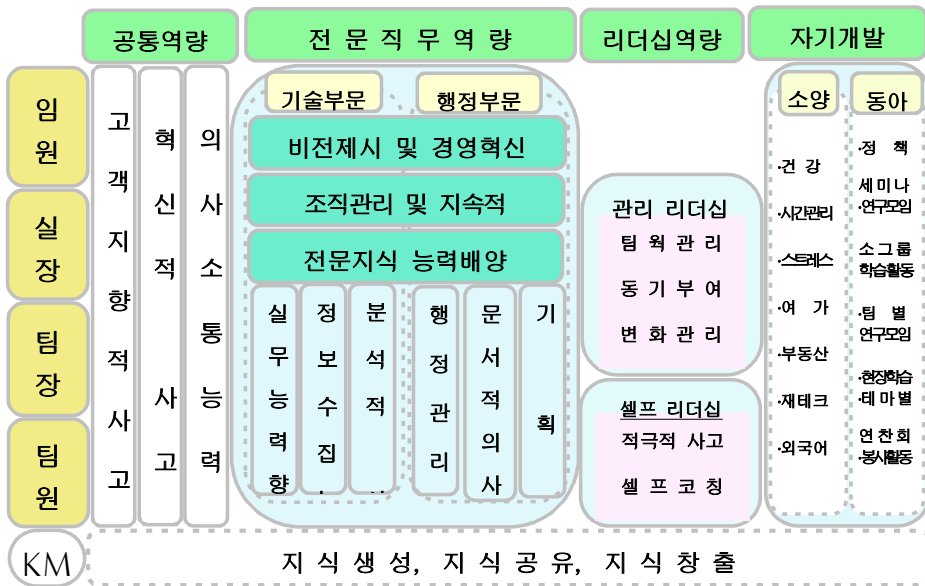 공통역량
전문직무역량
리더십역량
자기개발
임원
실장
팀장
팀원
고객지향적사고
혁신적 사고
의사소통능력
기술부문
행정부문
비전제시 및 경영혁신
조직관리 및 지속적
전문지식 능력배양
실무능력향
정보수집
분석적
행정관리
문서적의사
기획
관리 리더십
팀웍관리
동기부여
변화관리
셀프 리더십
적극적 사고
셀프코칭
소양
·건강
·시간관리
·스트레스
·여가
·부동산
·재테크
·외국어
동아
·정책
세미나
·연구모임
소그룹
학습활동
·팀별
연구모임
·현장학습
·테마별
연찬회
·봉사활동
KM
지식생성, 지식공유, 지식창출